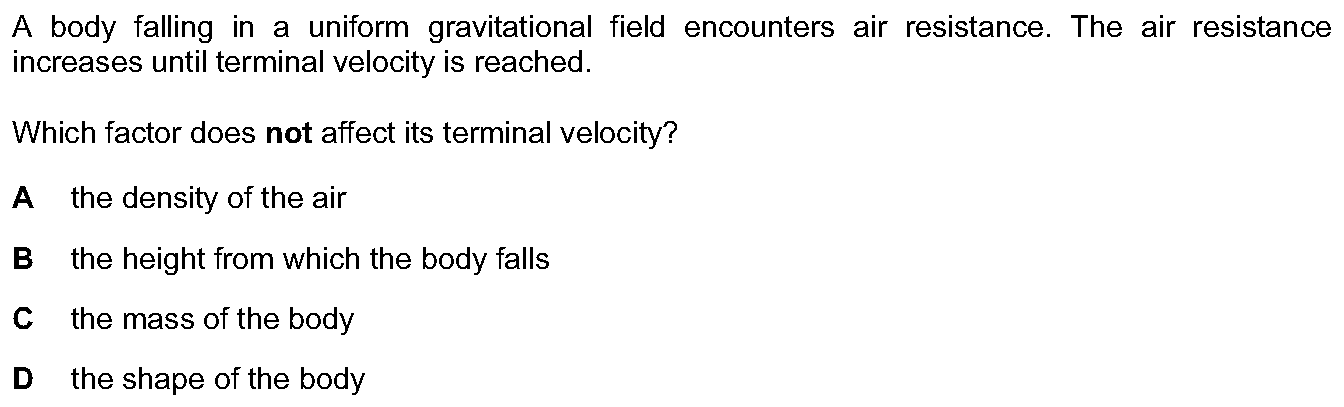 A body falling in a uniform gravitational field encounters air resistance. The air resistance
increases until terminal velocity is reached.
Which factor does not affect its terminal velocity?
A the density of the air
B the height from which the body falls
C the mass of the body
D the shape of the body